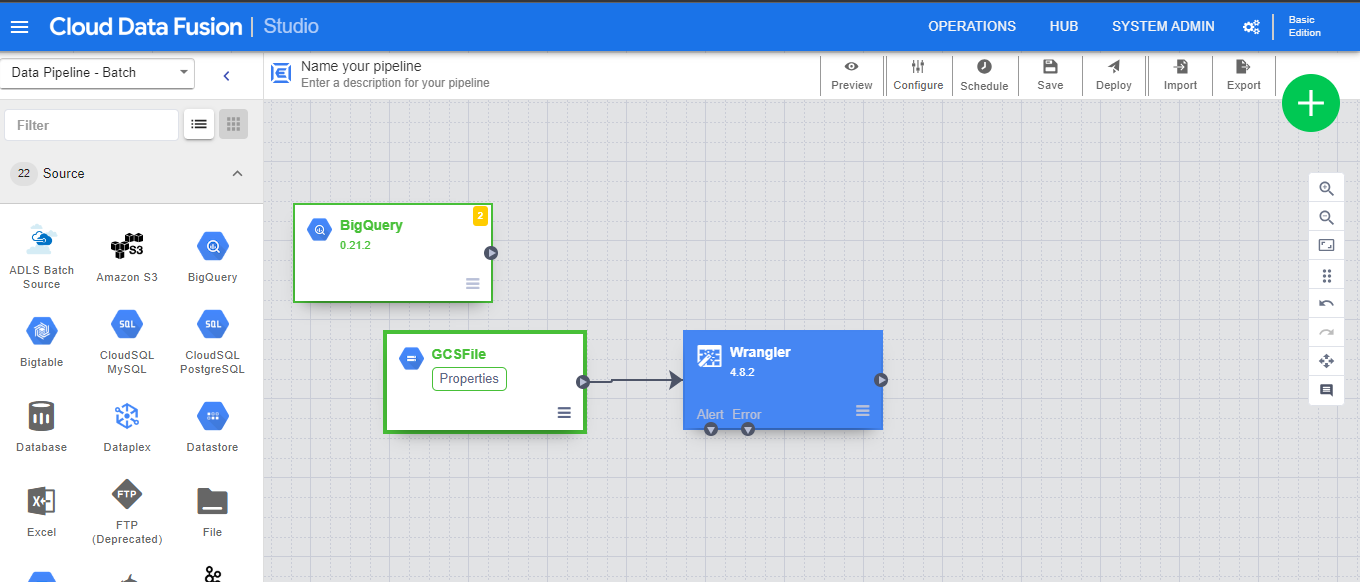 Cloud Data Fusion | Studio
OPERATIONS
HUB
SYSTEM ADMIN
Basic
Edition
Data Pipeline - Batch
Name your pipeline
Enter a description for your pipeline
Preview
Configure
Schedule
Save
Deploy
Import
Export
Filter
22 Source
ADLS Batch
Source
Amazon S3
BigQuery
Bigtable
SQL
CloudSQL
MySQL
SQL
CloudSQL
PostgreSQL
Database
Dataplex
Datastore
Excel
FTP
FTP
(Deprecated)
File
BigQuery
0.21.2
2
GCSFile
Properties
Wrangler
4.8.2
Alert Error